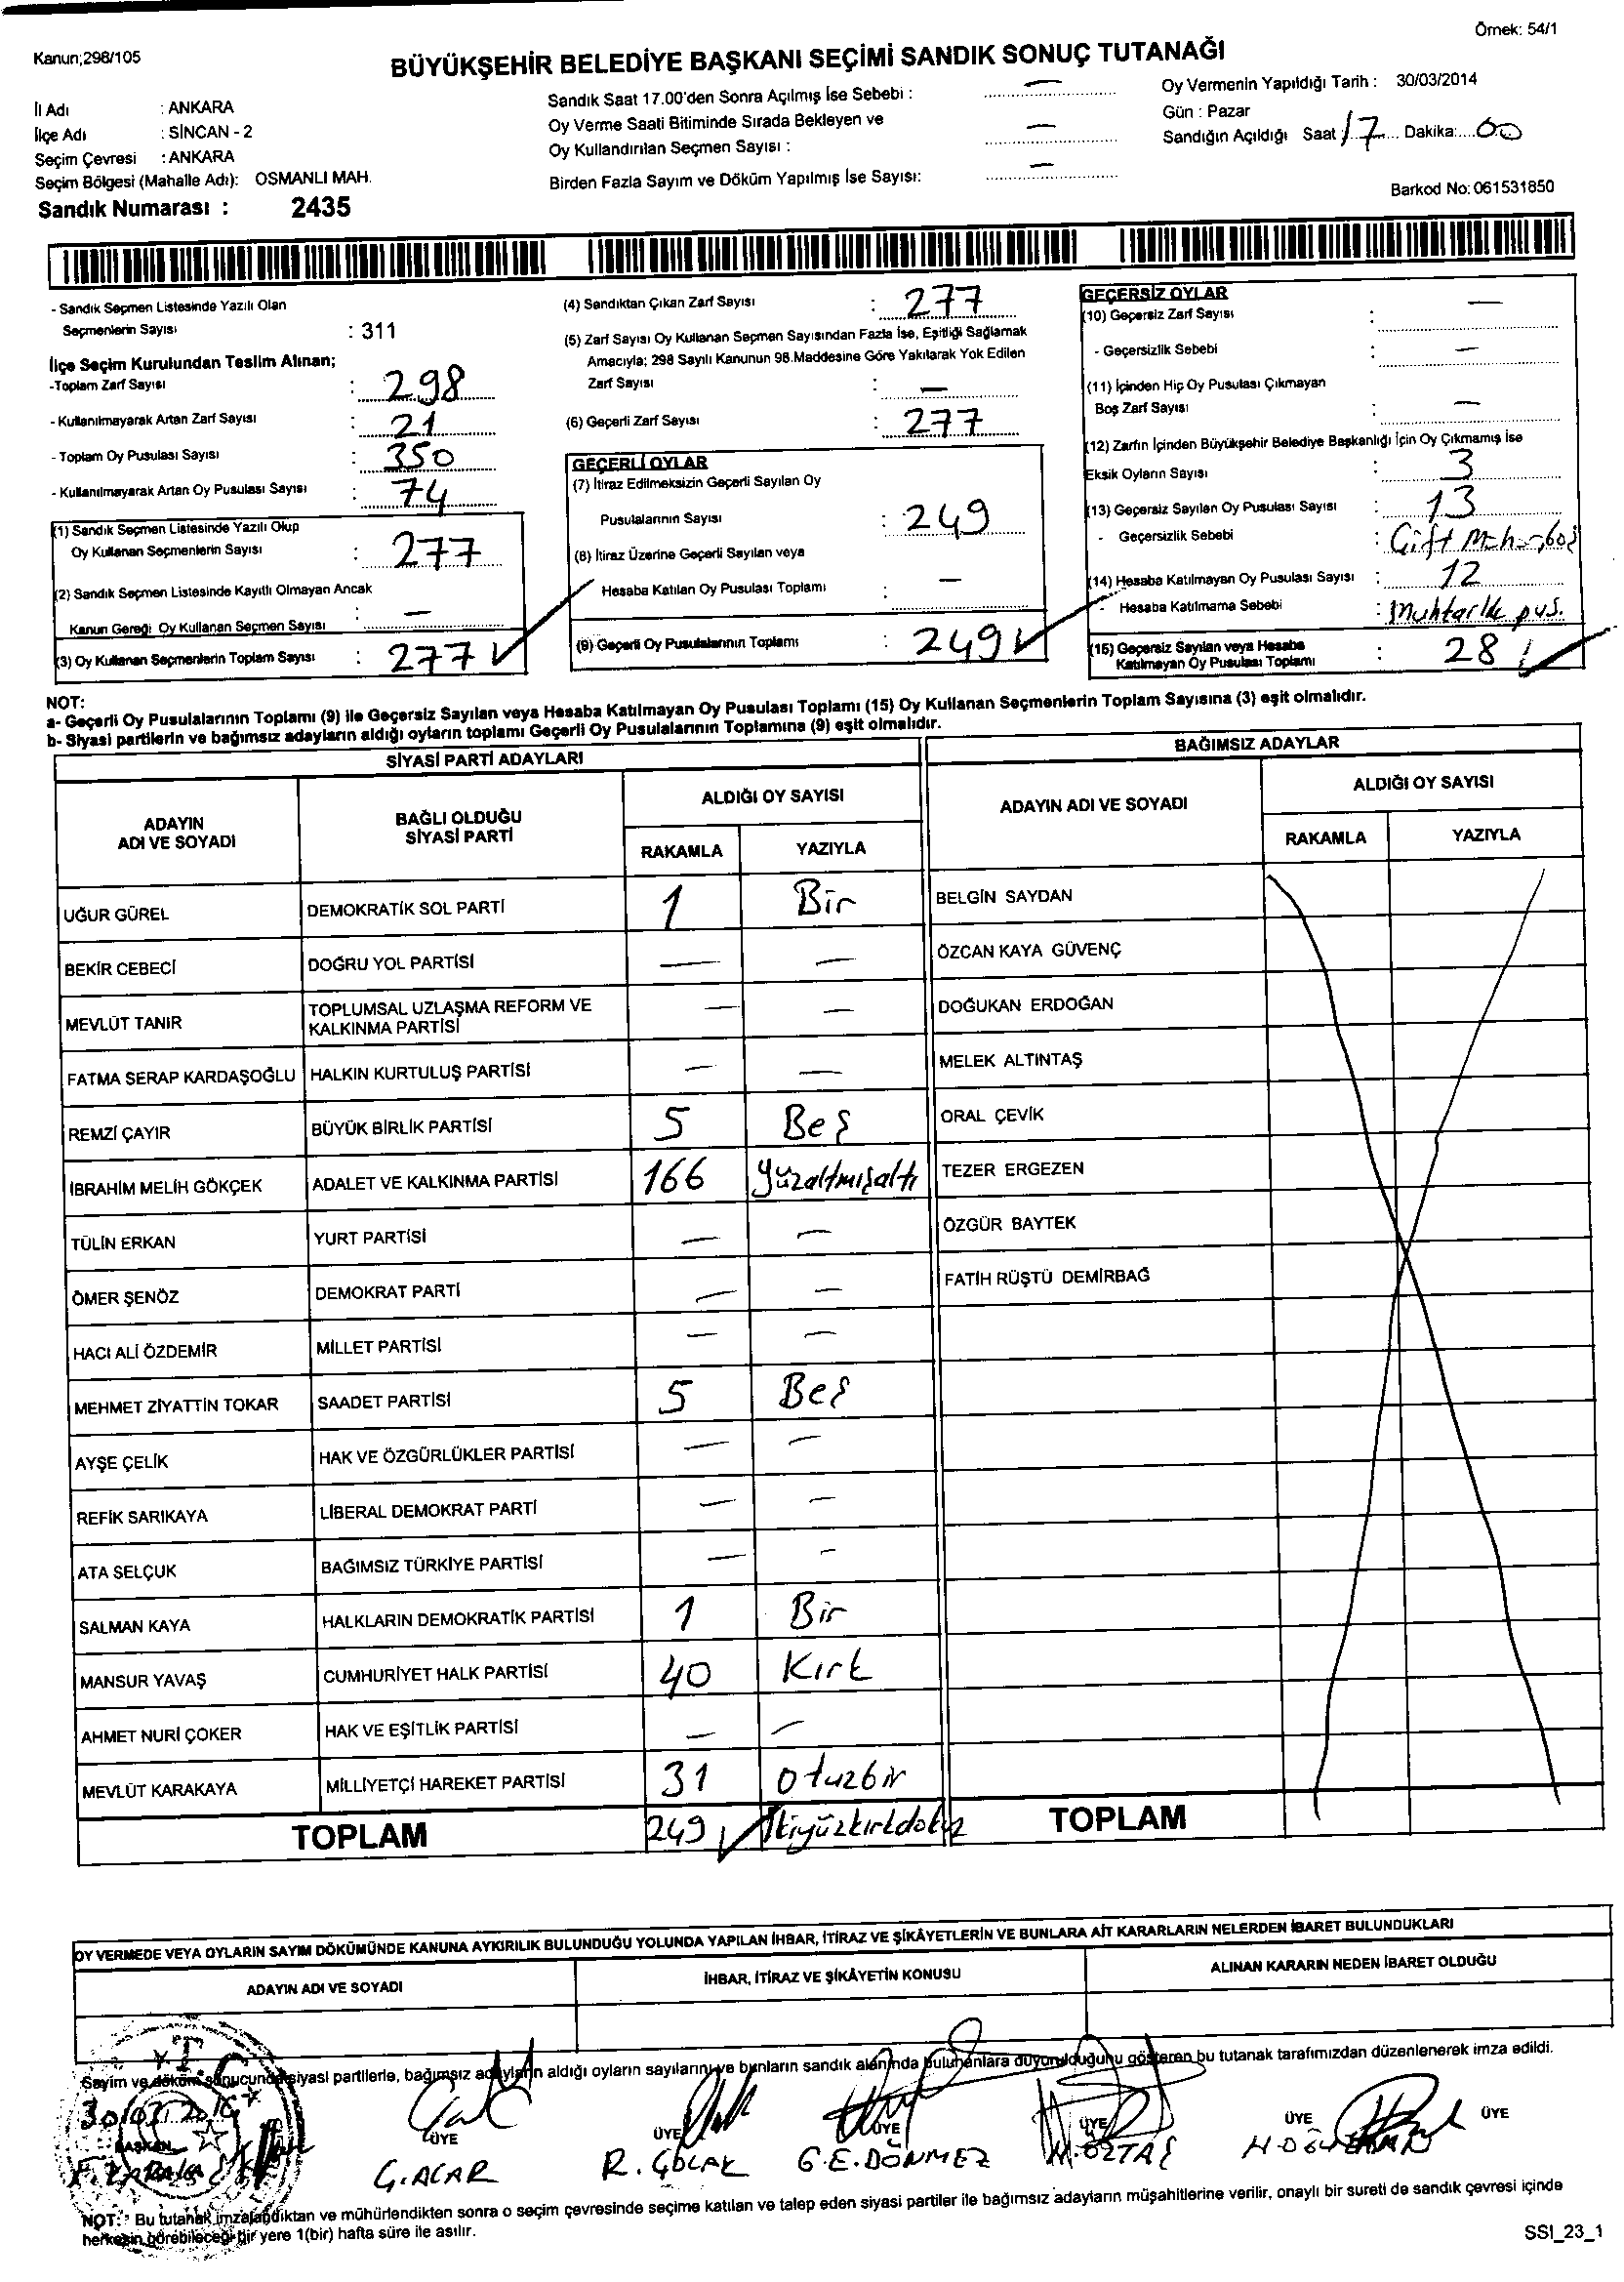 Örnek: 54/1
Kanun;298/105
BÜYÜKŞEHİR BELEDİYE BAŞKANI SEÇİMİ SANDIK SONUÇ TUTANAĞI
İl Adı : ANKARA
İlçe Adı : SİNCAN - 2
Seçim Çevresi : ANKARA
Seçim Bölgesi (Mahalle Adı): OSMANLI MAH.
Sandık Numarası : 2435
Sandık Saat 17.00'den Sonra Açılmış İse Sebebi : —
Oy Verme Saati Bitiminde Sırada Bekleyen ve
Oy Kullandırılan Seçmen Sayısı : —
Birden Fazla Sayım ve Döküm Yapılmış İse Sayısı: —
Oy Vermenin Yapıldığı Tarih : 30/03/2014
Gün : Pazar
Sandığın Açıldığı Saat 17 Dakika: 00
Barkod No: 061531850
- Sandık Seçmen Listesinde Yazılı Olan
Seçmenlerin Sayısı : 311
İlçe Seçim Kurulundan Teslim Alınan;
-Toplam Zarf Sayısı : 298
- Kullanılmayarak Artan Zarf Sayısı : 21
- Toplam Oy Pusulası Sayısı : 350
- Kullanılmayarak Artan Oy Pusulası Sayısı : 74
(1) Sandık Seçmen Listesinde Yazılı Olup
Oy Kullanan Seçmenlerin Sayısı : 277
(2) Sandık Seçmen Listesinde Kayıtlı Olmayan Ancak
Kanun Gereği Oy Kullanan Seçmen Sayısı : —
(3) Oy Kullanan Seçmenlerin Toplam Sayısı : 277
(4) Sandıktan Çıkan Zarf Sayısı : 277
(5) Zarf Sayısı Oy Kullanan Seçmen Sayısından Fazla İse, Eşitliği Sağlamak
Amacıyla; 298 Sayılı Kanunun 98.Maddesine Göre Yakılarak Yok Edilen
Zarf Sayısı : —
(6) Geçerli Zarf Sayısı : 277
GEÇERLİ OYLAR
(7) İtiraz Edilmeksizin Geçerli Sayılan Oy
Pusulalarının Sayısı : 249
(8) İtiraz Üzerine Geçerli Sayılan veya
Hesaba Katılan Oy Pusulası Toplamı : —
(9) Geçerli Oy Pusulalarının Toplamı : 249
GEÇERSİZ OYLAR
(10) Geçersiz Zarf Sayısı : —
- Geçersizlik Sebebi : —
(11) İçinden Hiç Oy Pusulası Çıkmayan
Boş Zarf Sayısı : —
(12) Zarfın İçinden Büyükşehir Belediye Başkanlığı İçin Oy Çıkmamış İse
Eksik Oyların Sayısı : 3
(13) Geçersiz Sayılan Oy Pusulası Sayısı : 13
- Geçersizlik Sebebi : Çift
(14) Hesaba Katılmayan Oy Pusulası Sayısı : 12
- Hesaba Katılmama Sebebi : Muhtarlık pus.
(15) Geçersiz Sayılan veya Hesaba
Katılmayan Oy Pusulası Toplamı : 28
NOT:
a- Geçerli Oy Pusulalarının Toplamı (9) ile Geçersiz Sayılan veya Hesaba Katılmayan Oy Pusulası Toplamı (15) Oy Kullanan Seçmenlerin Toplam Sayısına (3) eşit olmalıdır.
b- Siyasi partilerin ve bağımsız adayların aldığı oyların toplamı Geçerli Oy Pusulalarının Toplamına (9) eşit olmalıdır.
SİYASİ PARTİ ADAYLARI
ADAYIN
ADI VE SOYADI
BAĞLI OLDUĞU
SİYASİ PARTİ
ALDIĞI OY SAYISI
RAKAMLA YAZIYLA
UĞUR GÜREL DEMOKRATİK SOL PARTİ 1 Bir
BEKİR CEBECİ DOĞRU YOL PARTİSİ — —
MEVLÜT TANIR TOPLUMSAL UZLAŞMA REFORM VE
KALKINMA PARTİSİ — —
FATMA SERAP KARDAŞOĞLU HALKIN KURTULUŞ PARTİSİ — —
REMZİ ÇAYIR BÜYÜK BİRLİK PARTİSİ 5 Beş
İBRAHİM MELİH GÖKÇEK ADALET VE KALKINMA PARTİSİ 166 yüzaltmışaltı
TÜLİN ERKAN YURT PARTİSİ — —
ÖMER ŞENÖZ DEMOKRAT PARTİ — —
HACI ALİ ÖZDEMİR MİLLET PARTİSİ — —
MEHMET ZİYATTİN TOKAR SAADET PARTİSİ 5 Beş
AYŞE ÇELİK HAK VE ÖZGÜRLÜKLER PARTİSİ — —
REFİK SARIKAYA LİBERAL DEMOKRAT PARTİ — —
ATA SELÇUK BAĞIMSIZ TÜRKİYE PARTİSİ — —
SALMAN KAYA HALKLARIN DEMOKRATİK PARTİSİ 1 Bir
MANSUR YAVAŞ CUMHURİYET HALK PARTİSİ 40 Kırk
AHMET NURİ ÇOKER HAK VE EŞİTLİK PARTİSİ — —
MEVLÜT KARAKAYA MİLLİYETÇİ HAREKET PARTİSİ 31 otuzbir
TOPLAM 249 İkiyüzkırkdokuz
BAĞIMSIZ ADAYLAR
ADAYIN ADI VE SOYADI
ALDIĞI OY SAYISI
RAKAMLA YAZIYLA
BELGİN SAYDAN
ÖZCAN KAYA GÜVENÇ
DOĞUKAN ERDOĞAN
MELEK ALTINTAŞ
ORAL ÇEVİK
TEZER ERGEZEN
ÖZGÜR BAYTEK
FATİH RÜŞTÜ DEMİRBAĞ
TOPLAM
OY VERMEDE VEYA OYLARIN SAYIM DÖKÜMÜNDE KANUNA AYKIRILIK BULUNDUĞU YOLUNDA YAPILAN İHBAR, İTİRAZ VE ŞİKÂYETLERİN VE BUNLARA AİT KARARLARIN NELERDEN İBARET BULUNDUKLARI
ADAYIN ADI VE SOYADI
İHBAR, İTİRAZ VE ŞİKÂYETİN KONUSU
ALINAN KARARIN NEDEN İBARET OLDUĞU
T.C
Sayım ve döküm sonucunda siyasi partilerle, bağımsız adayların aldığı oyların sayılarını ve bunların sandık alanında bulunanlara duyurulduğunu gösteren bu tutanak tarafımızdan düzenlenerek imza edildi.
BAŞKAN ÜYE ÜYE ÜYE ÜYE ÜYE ÜYE
G.ACAR R.ÇOLAK G.E.DÖNMEZ M.ÖZTAŞ
NOT: Bu tutanak imzalandıktan ve mühürlendikten sonra o seçim çevresinde seçime katılan ve talep eden siyasi partiler ile bağımsız adayların müşahitlerine verilir, onaylı bir sureti de sandık çevresi içinde
herkesin görebileceği bir yere 1(bir) hafta süre ile asılır.
SSI_23_1